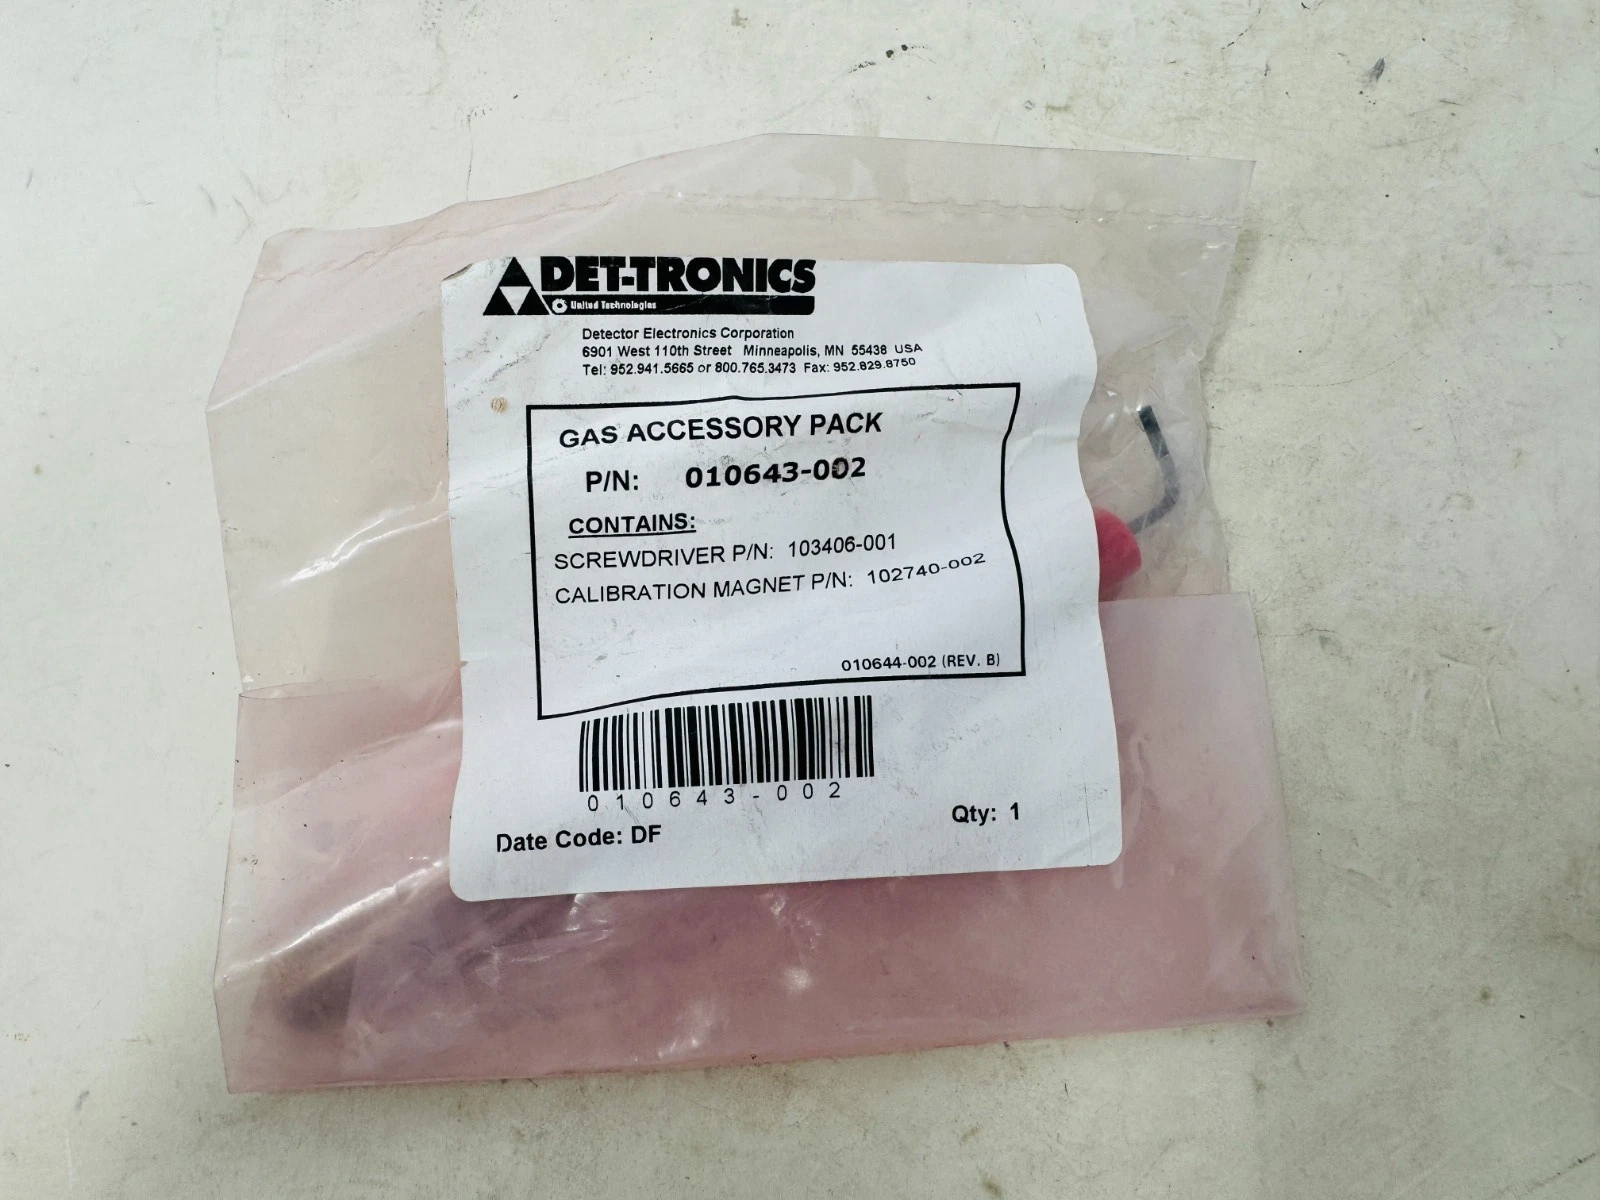 DET-TRONICS
United Technologies
Detector Electronics Corporation
6901 West 110th Street Minneapolis, MN 55438 USA
Tel: 952.941.5665 or 800.765.3473 Fax: 952.829.8750
GAS ACCESSORY PACK
P/N: 010643-002
CONTAINS:
SCREWDRIVER P/N: 103406-001
CALIBRATION MAGNET P/N: 102740-002
010644-002 (REV. B)
010643-002
Date Code: DF
Qty: 1